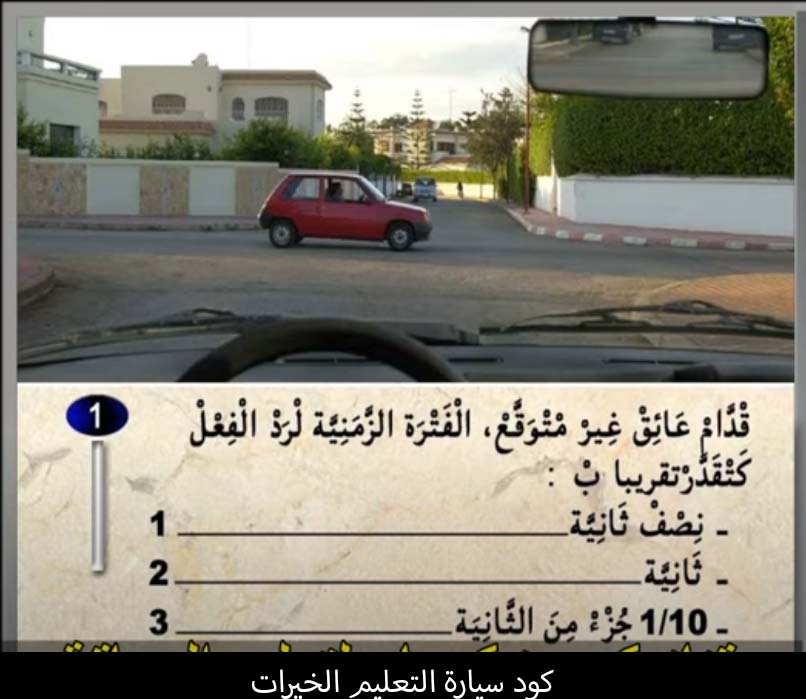 1
قْدَّامْ عَائِقْ غِيرْ مْتْوَقَّعْ، الْفَتْرَة الزَّمَنِيَّة لْرَدْ الْفِعْلْ
كَتْقَدَّرْتقريبا بْ :
ـ نِصْفْ ثَانِيَّة 1
ـ ثَانِيَّة 2
ـ 1/10 جُزْءْ مِنَ الثَّانِيَة 3
كود سيارة التعليم الخيرات